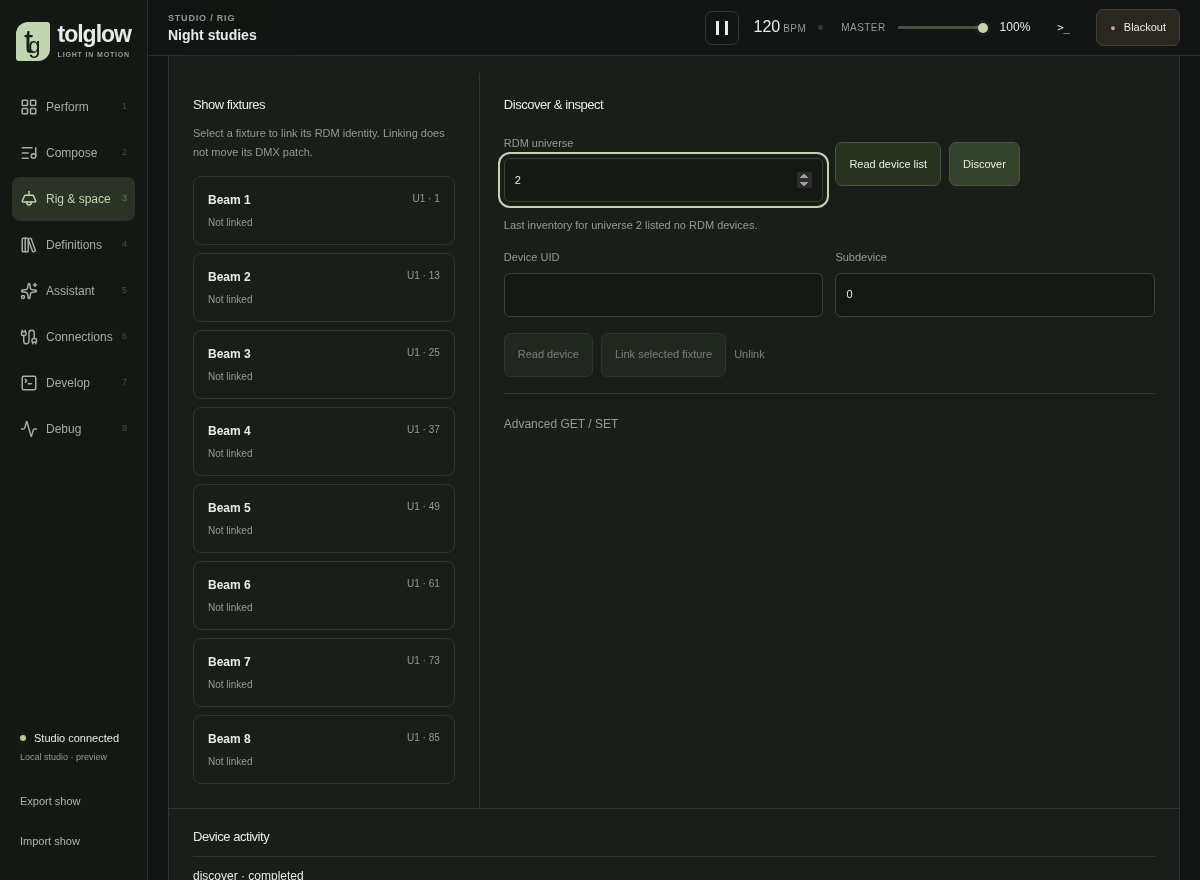 tg
tolglow
LIGHT IN MOTION
Perform 1
Compose 2
Rig & space 3
Definitions 4
Assistant 5
Connections 6
Develop 7
Debug 8
Studio connected
Local studio · preview
Export show
Import show
STUDIO / RIG
Night studies
120 BPM
MASTER
100%
>_
Blackout
Show fixtures
Select a fixture to link its RDM identity. Linking does
not move its DMX patch.
Beam 1 U1 · 1
Not linked
Beam 2 U1 · 13
Not linked
Beam 3 U1 · 25
Not linked
Beam 4 U1 · 37
Not linked
Beam 5 U1 · 49
Not linked
Beam 6 U1 · 61
Not linked
Beam 7 U1 · 73
Not linked
Beam 8 U1 · 85
Not linked
Discover & inspect
RDM universe
2
Read device list
Discover
Last inventory for universe 2 listed no RDM devices.
Device UID
Subdevice
0
Read device
Link selected fixture
Unlink
Advanced GET / SET
Device activity
discover · completed